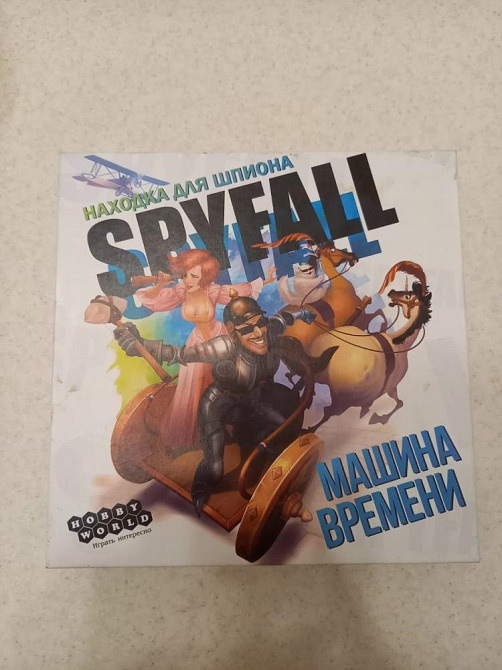 НАХОДКА ДЛЯ ШПИОНА
SPYFALL
МАШИНА
ВРЕМЕНИ
HOBBY
WORLD
Играть интересно